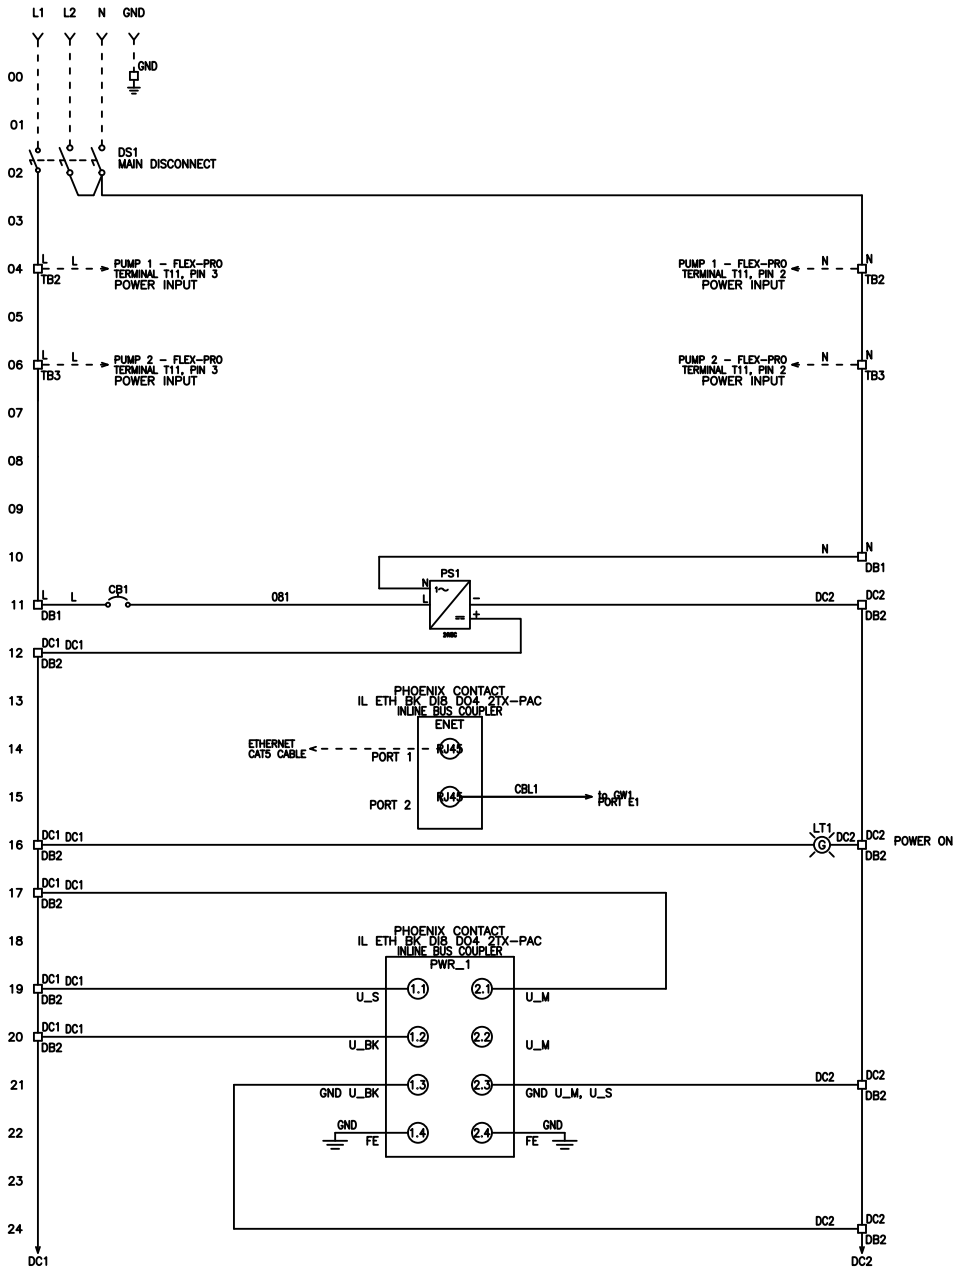 L1 L2 N GND
GND
00
01
DS1
MAIN DISCONNECT
02
03
L L PUMP 1 - FLEX-PRO PUMP 1 - FLEX-PRO N N
04 TERMINAL T11, PIN 3 TERMINAL T11, PIN 2
TB2 POWER INPUT POWER INPUT TB2
05
L L PUMP 2 - FLEX-PRO PUMP 2 - FLEX-PRO N N
06 TERMINAL T11, PIN 3 TERMINAL T11, PIN 2
TB3 POWER INPUT POWER INPUT TB3
07
08
09
10 N N
DB1
PS1
N 1~
L L CB1 081 L - DC2 DC2
11 DB1 + DB2
DC1 DC1
12 DB2
13 PHOENIX CONTACT
IL ETH BK DI8 DO4 2TX-PAC
INLINE BUS COUPLER
ENET
14 ETHERNET RJ45
CAT5 CABLE PORT 1
15 RJ45 CBL1 to GW1
PORT 2 PORT E1
LT1
DC1 DC1 DC2 DC2
16 G POWER ON
DB2 DB2
DC1 DC1
17 DB2
18 PHOENIX CONTACT
IL ETH BK DI8 DO4 2TX-PAC
INLINE BUS COUPLER
PWR_1
DC1 DC1
19 1.1 2.1
DB2 U_S U_M
DC1 DC1
20 1.2 2.2
DB2 U_BK U_M
DC2 DC2
21 1.3 2.3
GND U_BK GND U_M, U_S DB2
GND GND
22 1.4 2.4
FE FE
23
DC2 DC2
24 DB2
DC1 DC2